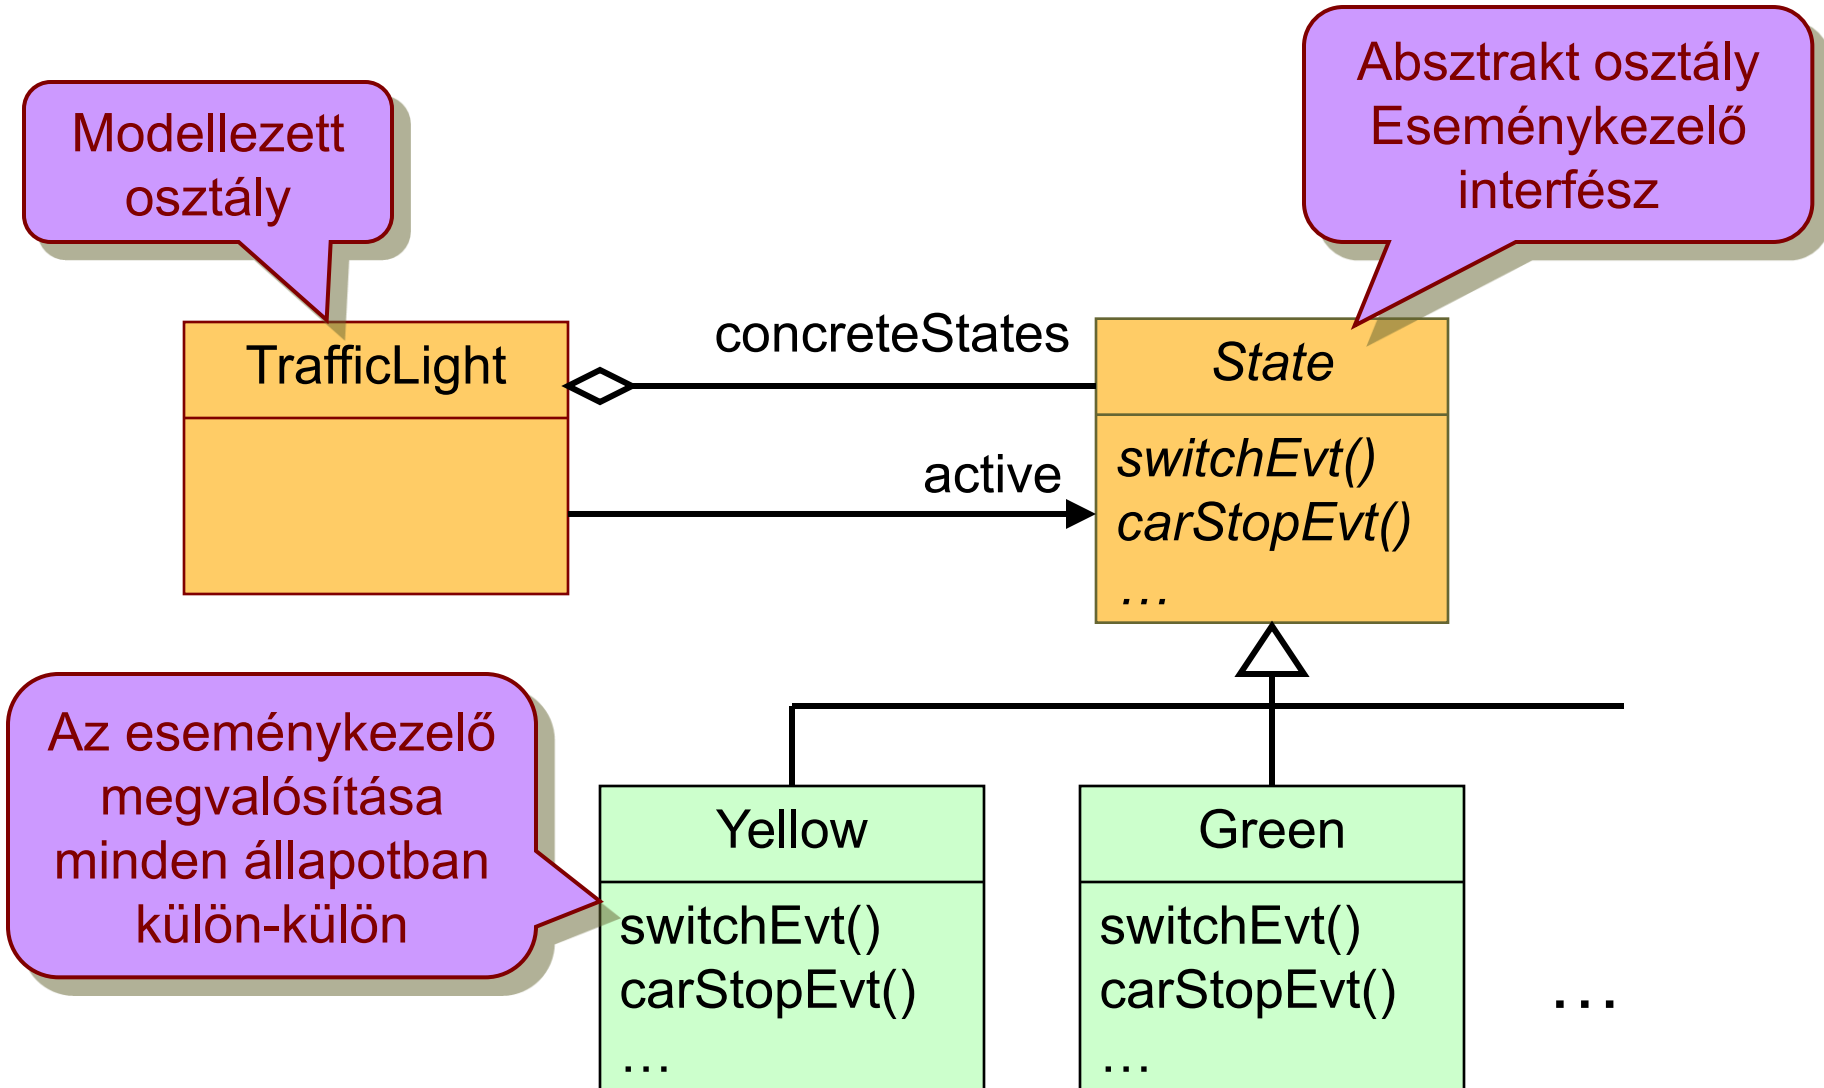 Modellezett
osztály
Absztrakt osztály
Eseménykezelő
interfész
TrafficLight
concreteStates
active
State
switchEvt()
carStopEvt()
…
Az eseménykezelő
megvalósítása
minden állapotban
külön-külön
Yellow
switchEvt()
carStopEvt()
…
Green
switchEvt()
carStopEvt()
…
…